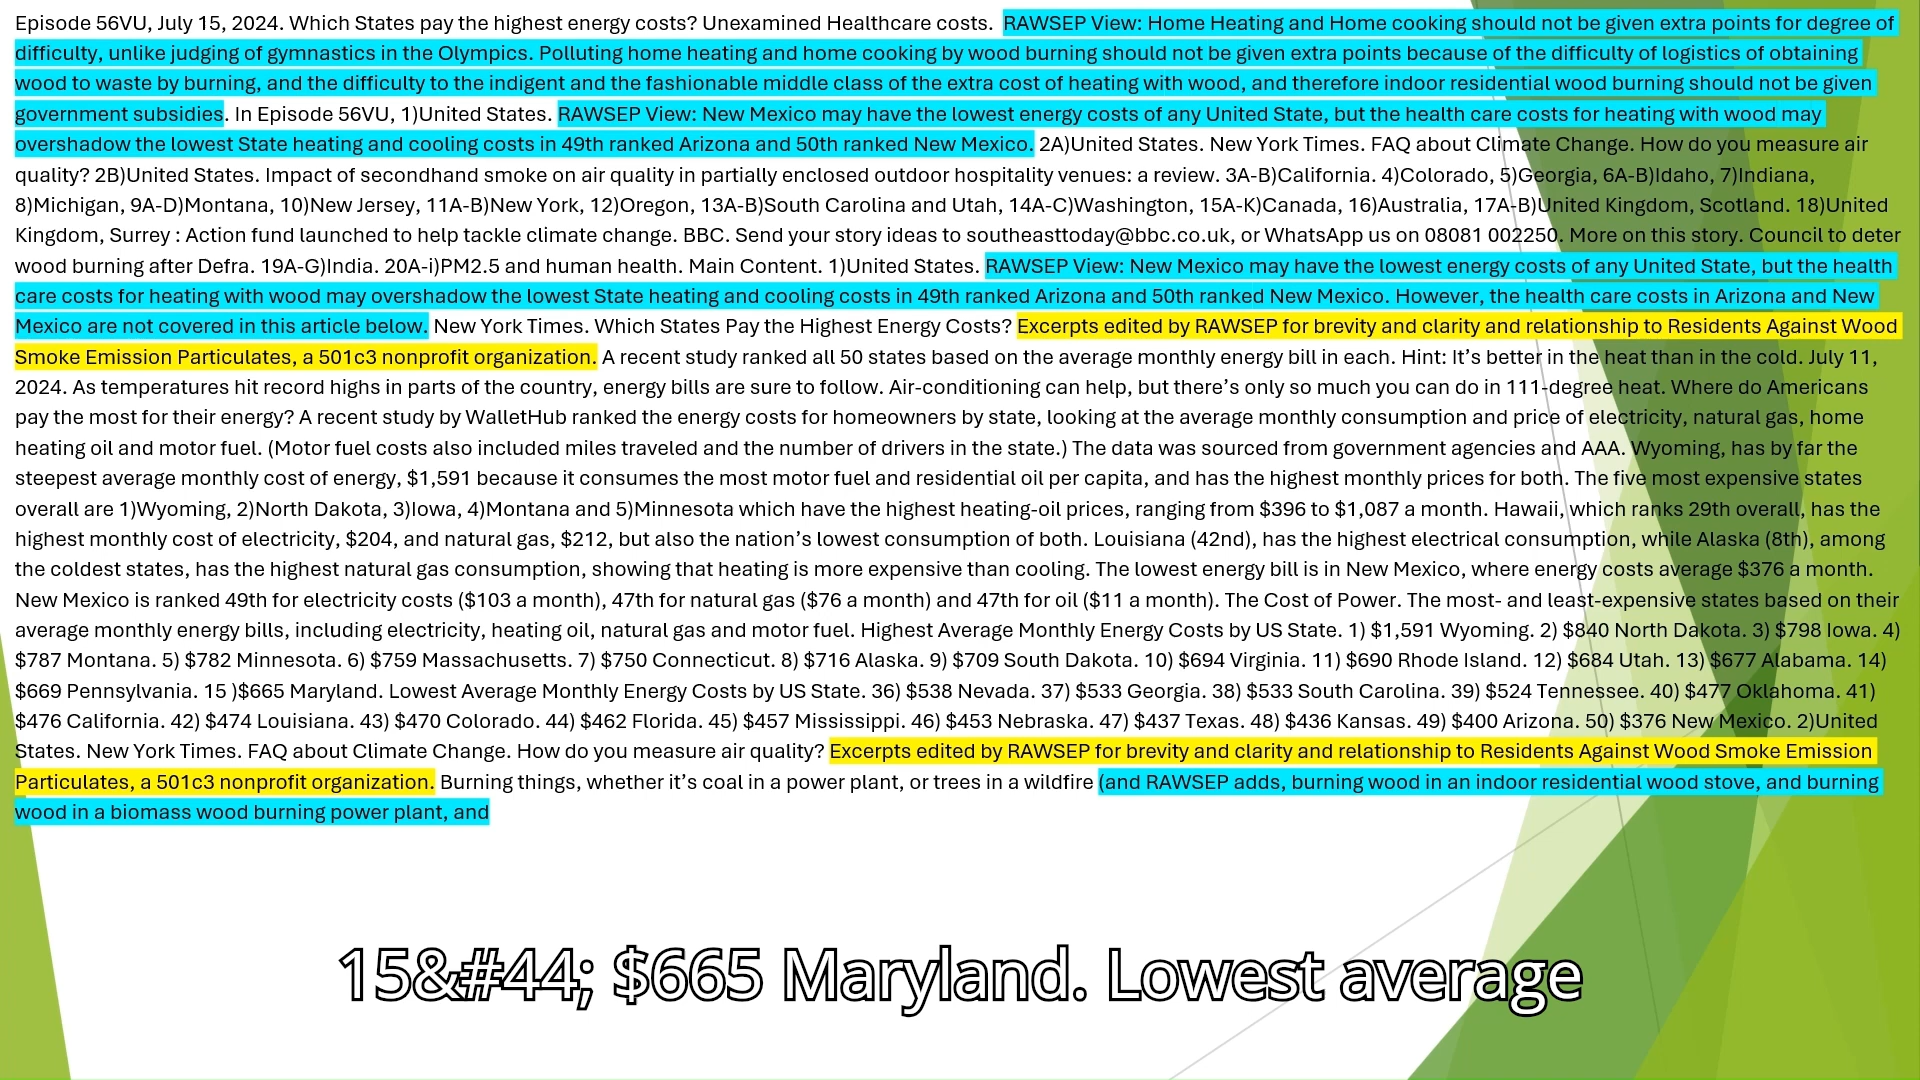 Episode 56VU, July 15, 2024. Which States pay the highest energy costs? Unexamined Healthcare costs. RAWSEP View: Home Heating and Home cooking should not be given extra points for degree of
difficulty, unlike judging of gymnastics in the Olympics. Polluting home heating and home cooking by wood burning should not be given extra points because of the difficulty of logistics of obtaining
wood to waste by burning, and the difficulty to the indigent and the fashionable middle class of the extra cost of heating with wood, and therefore indoor residential wood burning should not be given
government subsidies. In Episode 56VU, 1)United States. RAWSEP View: New Mexico may have the lowest energy costs of any United State, but the health care costs for heating with wood may
overshadow the lowest State heating and cooling costs in 49th ranked Arizona and 50th ranked New Mexico. 2A)United States. New York Times. FAQ about Climate Change. How do you measure air
quality? 2B)United States. Impact of secondhand smoke on air quality in partially enclosed outdoor hospitality venues: a review. 3A-B)California. 4)Colorado, 5)Georgia, 6A-B)Idaho, 7)Indiana,
8)Michigan, 9A-D)Montana, 10)New Jersey, 11A-B)New York, 12)Oregon, 13A-B)South Carolina and Utah, 14A-C)Washington, 15A-K)Canada, 16)Australia, 17A-B)United Kingdom, Scotland. 18)United
Kingdom, Surrey : Action fund launched to help tackle climate change. BBC. Send your story ideas to southeasttoday@bbc.co.uk, or WhatsApp us on 08081 002250. More on this story. Council to deter
wood burning after Defra. 19A-G)India. 20A-i)PM2.5 and human health. Main Content. 1)United States. RAWSEP View: New Mexico may have the lowest energy costs of any United State, but the health
care costs for heating with wood may overshadow the lowest State heating and cooling costs in 49th ranked Arizona and 50th ranked New Mexico. However, the health care costs in Arizona and New
Mexico are not covered in this article below. New York Times. Which States Pay the Highest Energy Costs? Excerpts edited by RAWSEP for brevity and clarity and relationship to Residents Against Wood
Smoke Emission Particulates, a 501c3 nonprofit organization. A recent study ranked all 50 states based on the average monthly energy bill in each. Hint: It’s better in the heat than in the cold. July 11,
2024. As temperatures hit record highs in parts of the country, energy bills are sure to follow. Air-conditioning can help, but there’s only so much you can do in 111-degree heat. Where do Americans
pay the most for their energy? A recent study by WalletHub ranked the energy costs for homeowners by state, looking at the average monthly consumption and price of electricity, natural gas, home
heating oil and motor fuel. (Motor fuel costs also included miles traveled and the number of drivers in the state.) The data was sourced from government agencies and AAA. Wyoming, has by far the
steepest average monthly cost of energy, $1,591 because it consumes the most motor fuel and residential oil per capita, and has the highest monthly prices for both. The five most expensive states
overall are 1)Wyoming, 2)North Dakota, 3)Iowa, 4)Montana and 5)Minnesota which have the highest heating-oil prices, ranging from $396 to $1,087 a month. Hawaii, which ranks 29th overall, has the
highest monthly cost of electricity, $204, and natural gas, $212, but also the nation’s lowest consumption of both. Louisiana (42nd), has the highest electrical consumption, while Alaska (8th), among
the coldest states, has the highest natural gas consumption, showing that heating is more expensive than cooling. The lowest energy bill is in New Mexico, where energy costs average $376 a month.
New Mexico is ranked 49th for electricity costs ($103 a month), 47th for natural gas ($76 a month) and 47th for oil ($11 a month). The Cost of Power. The most- and least-expensive states based on their
average monthly energy bills, including electricity, heating oil, natural gas and motor fuel. Highest Average Monthly Energy Costs by US State. 1) $1,591 Wyoming. 2) $840 North Dakota. 3) $798 Iowa. 4)
$787 Montana. 5) $782 Minnesota. 6) $759 Massachusetts. 7) $750 Connecticut. 8) $716 Alaska. 9) $709 South Dakota. 10) $694 Virginia. 11) $690 Rhode Island. 12) $684 Utah. 13) $677 Alabama. 14)
$669 Pennsylvania. 15 )$665 Maryland. Lowest Average Monthly Energy Costs by US State. 36) $538 Nevada. 37) $533 Georgia. 38) $533 South Carolina. 39) $524 Tennessee. 40) $477 Oklahoma. 41)
$476 California. 42) $474 Louisiana. 43) $470 Colorado. 44) $462 Florida. 45) $457 Mississippi. 46) $453 Nebraska. 47) $437 Texas. 48) $436 Kansas. 49) $400 Arizona. 50) $376 New Mexico. 2)United
States. New York Times. FAQ about Climate Change. How do you measure air quality? Excerpts edited by RAWSEP for brevity and clarity and relationship to Residents Against Wood Smoke Emission
Particulates, a 501c3 nonprofit organization. Burning things, whether it’s coal in a power plant, or trees in a wildfire (and RAWSEP adds, burning wood in an indoor residential wood stove, and burning
wood in a biomass wood burning power plant, and
15&#44; $665 Maryland. Lowest average